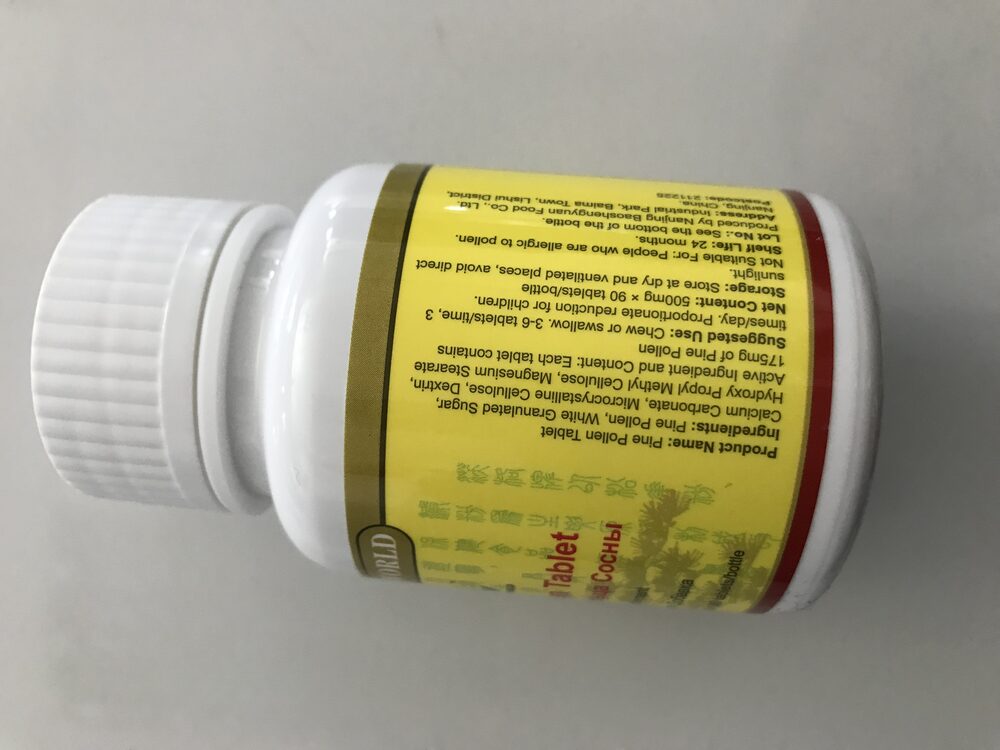 Product Name: Pine Pollen Tablet
Ingredients: Pine Pollen, White Granulated Sugar,
Calcium Carbonate, Microcrystalline Cellulose, Dextrin,
Hydroxy Propyl Methyl Cellulose, Magnesium Stearate
Active Ingredient and Content: Each tablet contains
175mg of Pine Pollen
Suggested Use: Chew or swallow. 3-6 tablets/time, 3
times/day. Proportionate reduction for children.
Net Content: 500mg × 90 tablets/bottle
Storage: Store at dry and ventilated places, avoid direct
sunlight.
Not Suitable For: People who are allergic to pollen.
Shelf Life: 24 months.
Lot No.: See the bottom of the bottle.
Produced by Nanjing Baoshengyuan Food Co., Ltd.
Address: Industrial Park, Baima Town, Lishui District,
Nanjing, China.
Postcode: 211225
ORLD
Tablet
Сосны
tablets/bottle